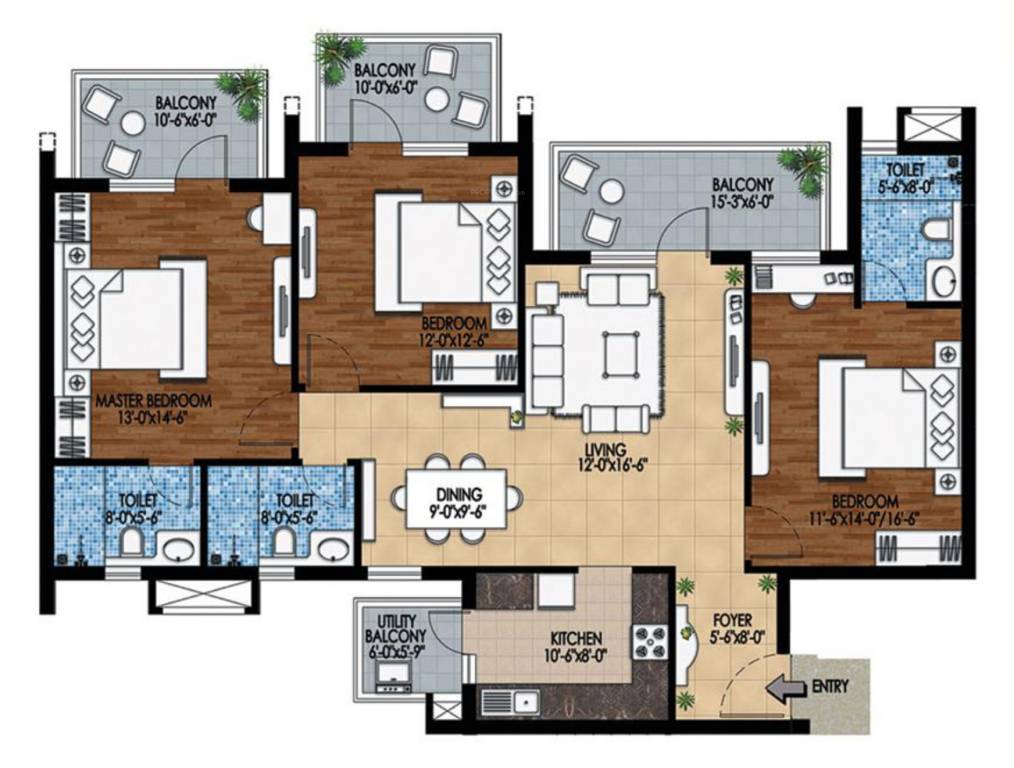 BALCONY
10'-0"x6'-0"
BALCONY
10'-6"x6'-0"
TOILET
5'-6"x8'-0"
BALCONY
15'-3"x6'-0"
BEDROOM
12'-0"x12'-6"
MASTER BEDROOM
13'-0"x14'-6"
LIVING
12'-0"x16'-6"
TOILET
8'-0"x5'-6"
TOILET
8'-0"x5'-6"
DINING
9'-0"x9'-6"
BEDROOM
11'-6"x14'-0"/16'-6"
UTILITY
BALCONY
6'-0"x5'-9"
KITCHEN
10'-6"x8'-0"
FOYER
5'-6"x8'-0"
ENTRY